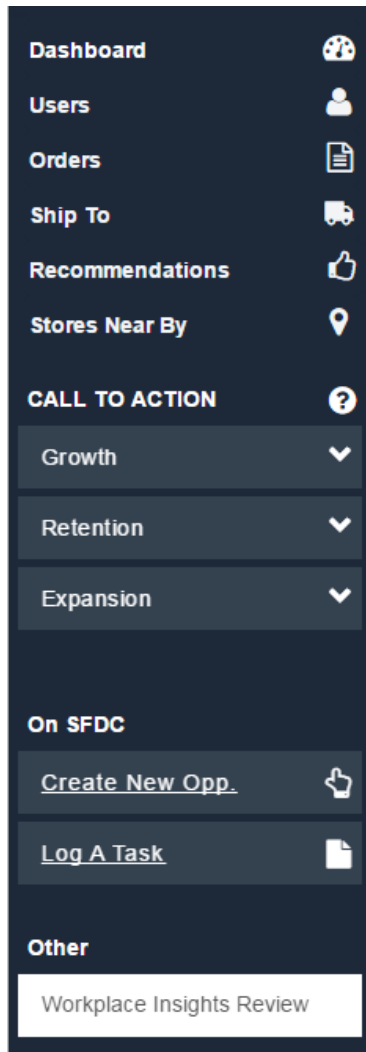 Dashboard
Users
Orders
Ship To
Recommendations
Stores Near By
CALL TO ACTION ?
Growth
Retention
Expansion
On SFDC
Create New Opp.
Log A Task
Other
Workplace Insights Review